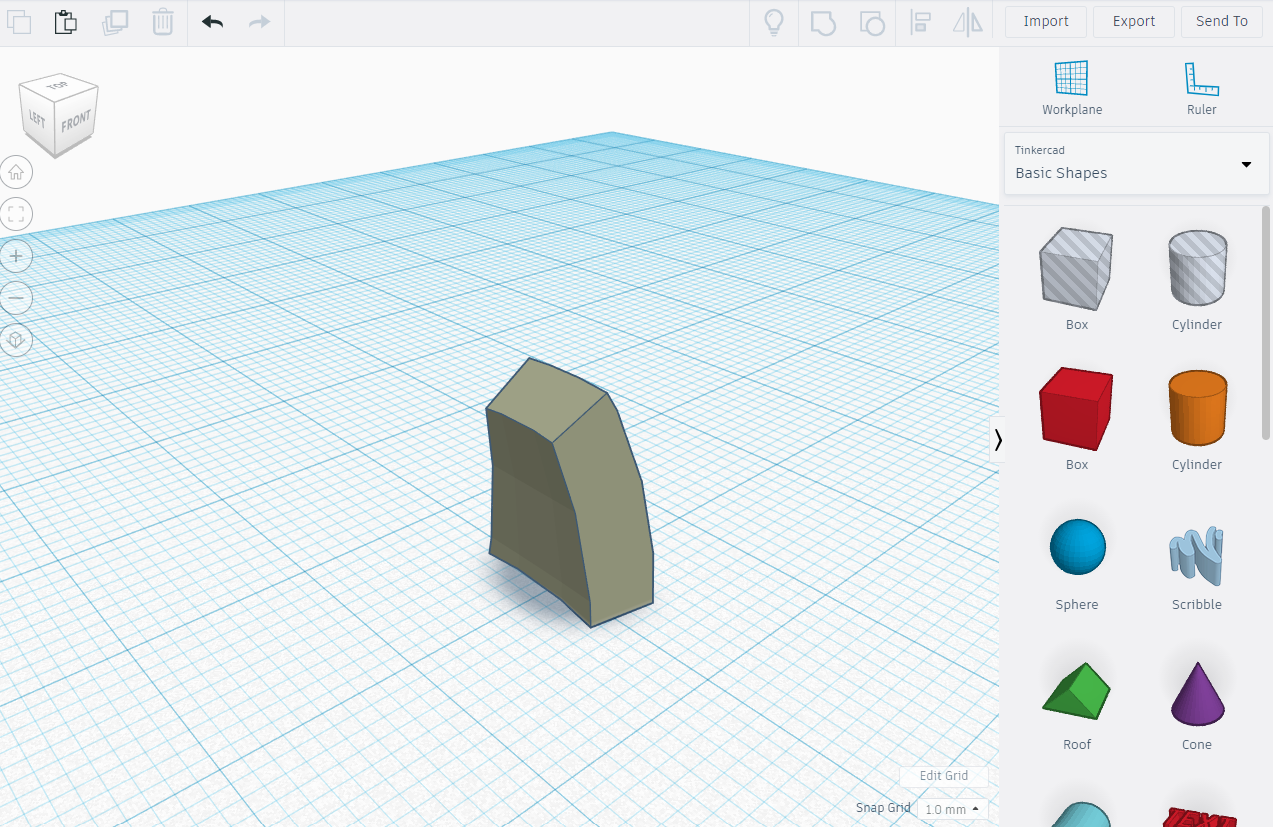 Import
Export
Send To
TOP
LEFT
FRONT
Workplane
Ruler
Tinkercad
Basic Shapes
Box
Cylinder
Box
Cylinder
Sphere
Scribble
Roof
Cone
TEXT
Edit Grid
Snap Grid
1.0 mm